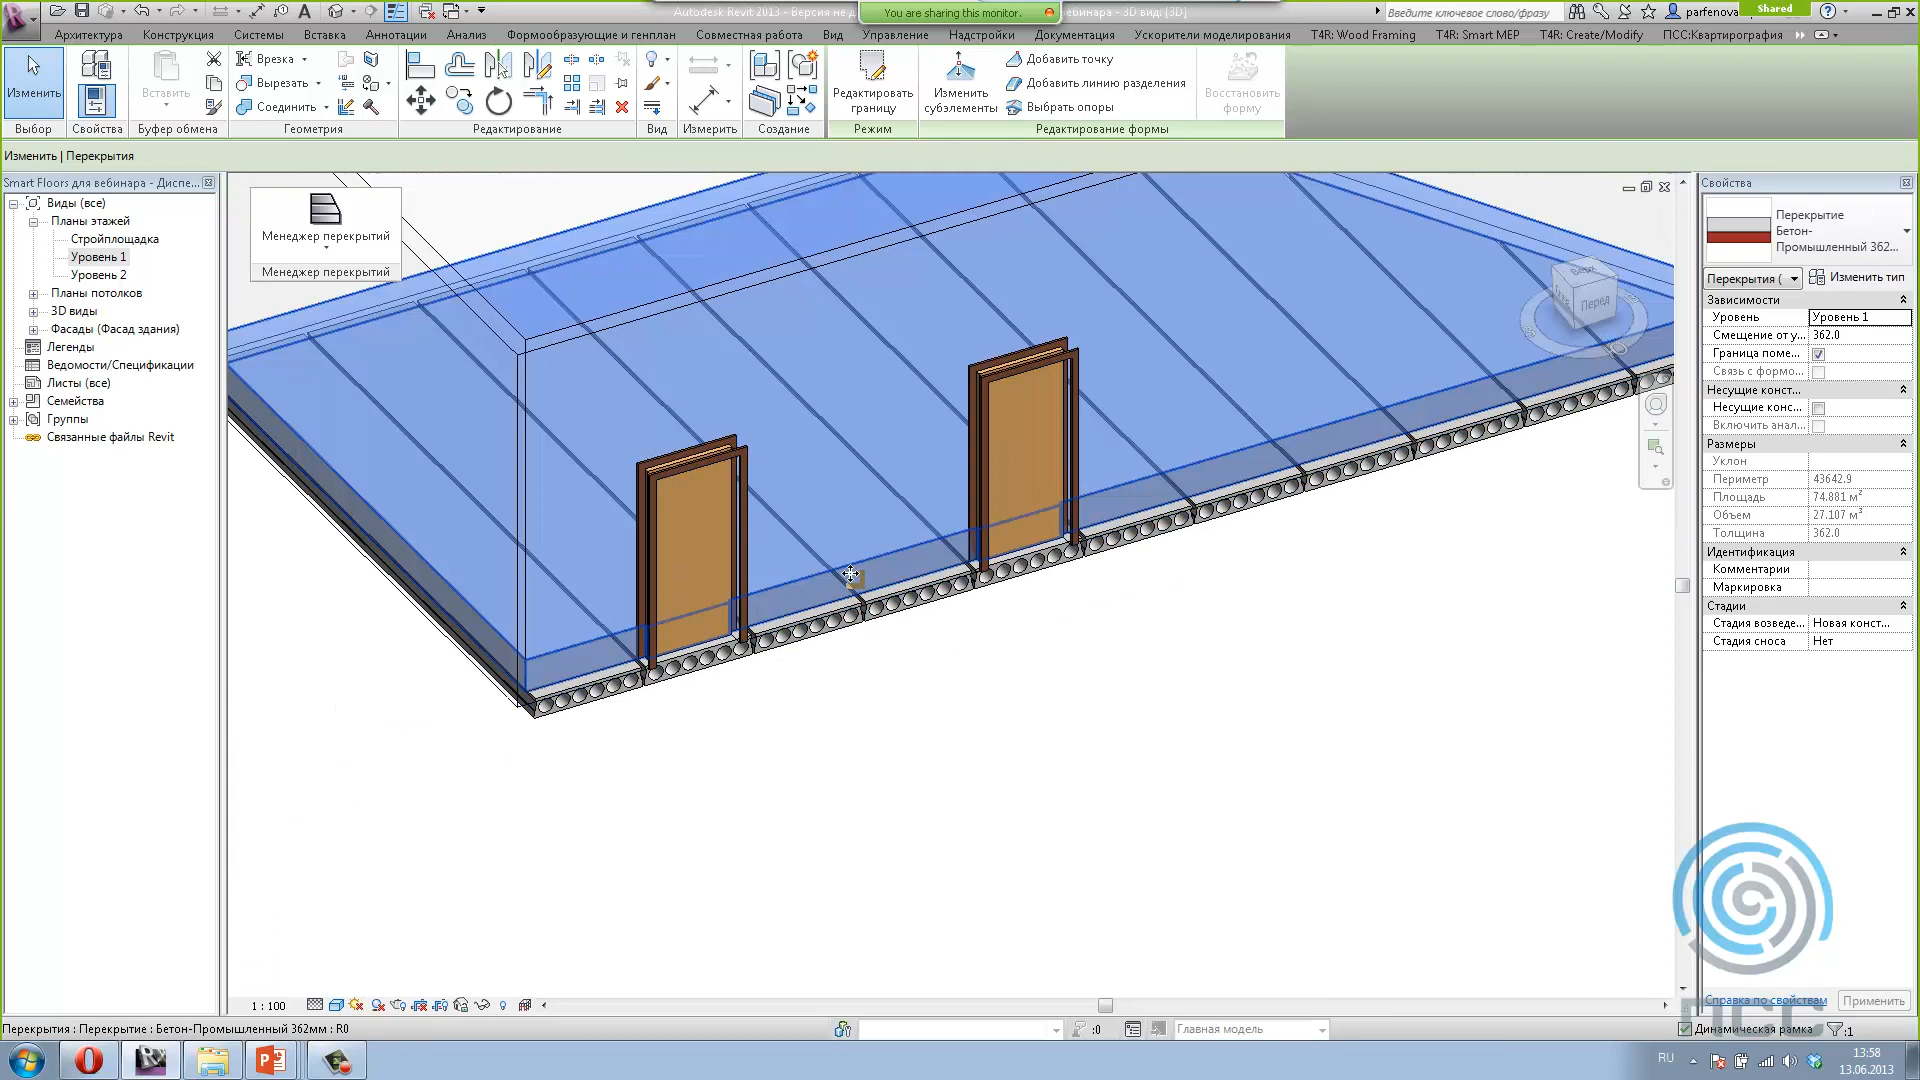 Autodesk Revit 2013 - Версия не д
You are sharing this monitor.
ебинара - 3D вид: {3D}
Введите ключевое слово/фразу
parfenova
Shared
Архитектура
Конструкция
Системы
Вставка
Аннотации
Анализ
Формообразующие и генплан
Совместная работа
Вид
Управление
Надстройки
Документация
Ускорители моделирования
T4R: Wood Framing
T4R: Smart MEP
T4R: Create/Modify
ПСС:Квартирография
Изменить
Вставить
Врезка
Вырезать
Соединить
Редактировать границу
Изменить субэлементы
Добавить точку
Добавить линию разделения
Выбрать опоры
Восстановить форму
Выбор
Свойства
Буфер обмена
Геометрия
Редактирование
Вид
Измерить
Создание
Режим
Редактирование формы
Изменить | Перекрытия
Smart Floors для вебинара - Диспе...
Виды (все)
Планы этажей
Стройплощадка
Уровень 1
Уровень 2
Планы потолков
3D виды
Фасады (Фасад здания)
Легенды
Ведомости/Спецификации
Листы (все)
Семейства
Группы
Связанные файлы Revit
Менеджер перекрытий
Менеджер перекрытий
Перед
Свойства
Перекрытие
Бетон-
Промышленный 362...
Перекрытия (
Изменить тип
Зависимости
Уровень
Уровень 1
Смещение от у...
362.0
Граница поме...
Связь с формо...
Несущие конст...
Несущие конс...
Включить анал...
Размеры
Уклон
Периметр
43642.9
Площадь
74.881 м²
Объем
27.107 м³
Толщина
362.0
Идентификация
Комментарии
Маркировка
Стадии
Стадия возведе...
Новая конст...
Стадия сноса
Нет
Справка по свойствам
Применить
ПСС
1 : 100
Перекрытия : Перекрытие : Бетон-Промышленный 362мм : R0
:0
Главная модель
Динамическая рамка
:1
RU
13:58
13.06.2013